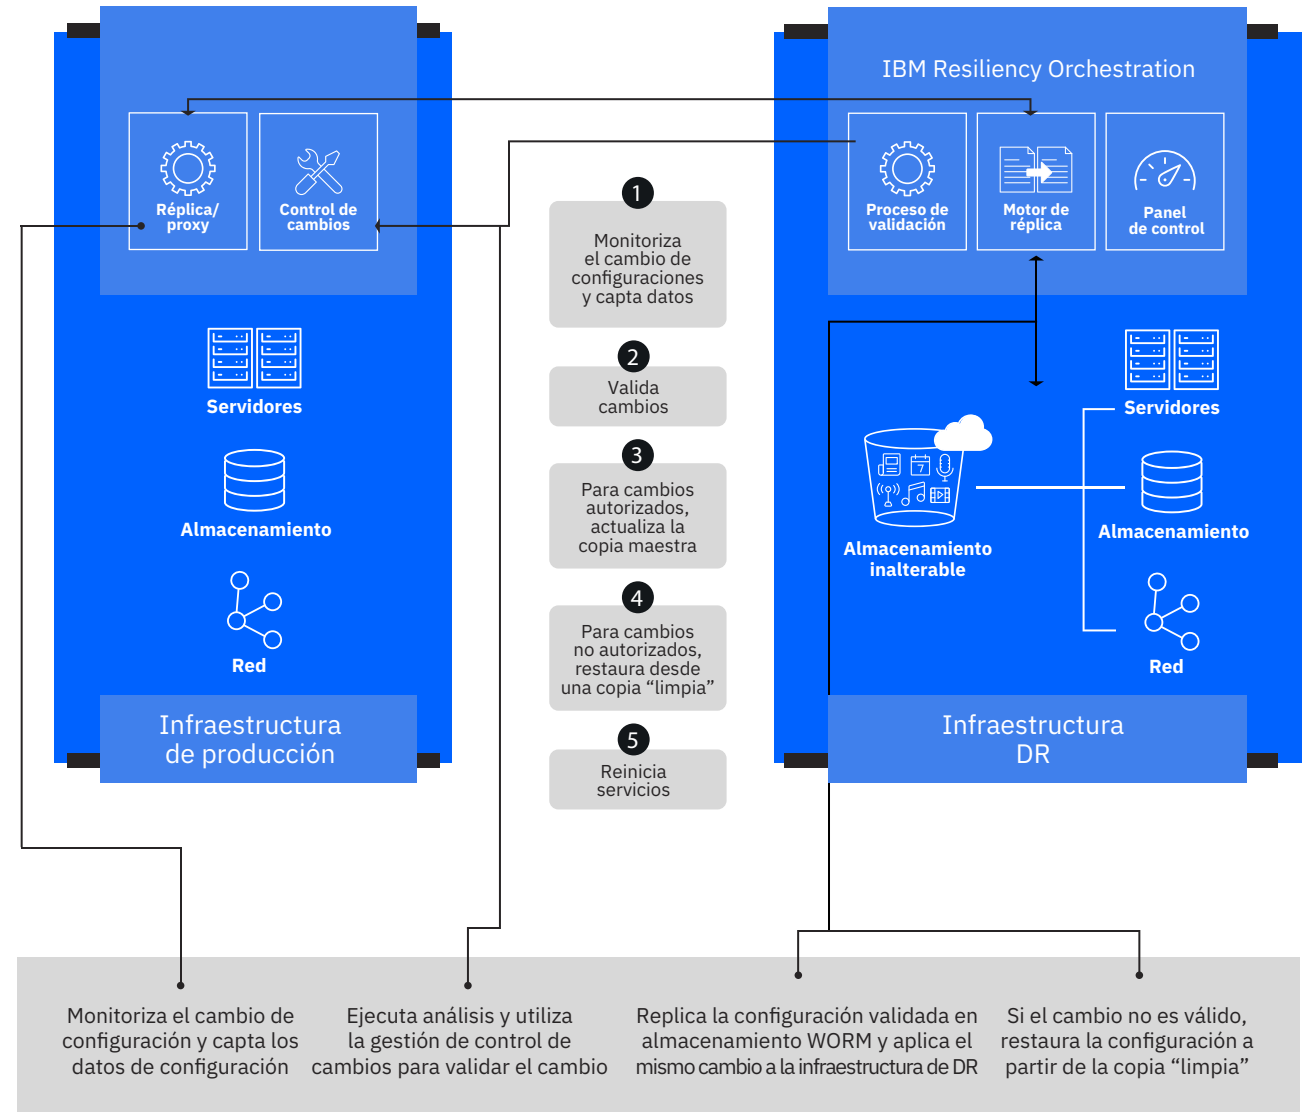 IBM Resiliency Orchestration
Réplica/
proxy
Control de
cambios
Proceso de
validación
Motor de
réplica
Panel
de control
1
Monitoriza
el cambio de
configuraciones
y capta datos
2
Valida
cambios
3
Para cambios
autorizados,
actualiza la
copia maestra
4
Para cambios
no autorizados,
restaura desde
una copia “limpia”
5
Reinicia
servicios
Servidores
Almacenamiento
Red
Infraestructura
de producción
7
Almacenamiento
inalterable
Servidores
Almacenamiento
Red
Infraestructura
DR
Monitoriza el cambio de
configuración y capta los
datos de configuración
Ejecuta análisis y utiliza
la gestión de control de
cambios para validar el cambio
Replica la configuración validada en
almacenamiento WORM y aplica el
mismo cambio a la infraestructura de DR
Si el cambio no es válido,
restaura la configuración a
partir de la copia “limpia”